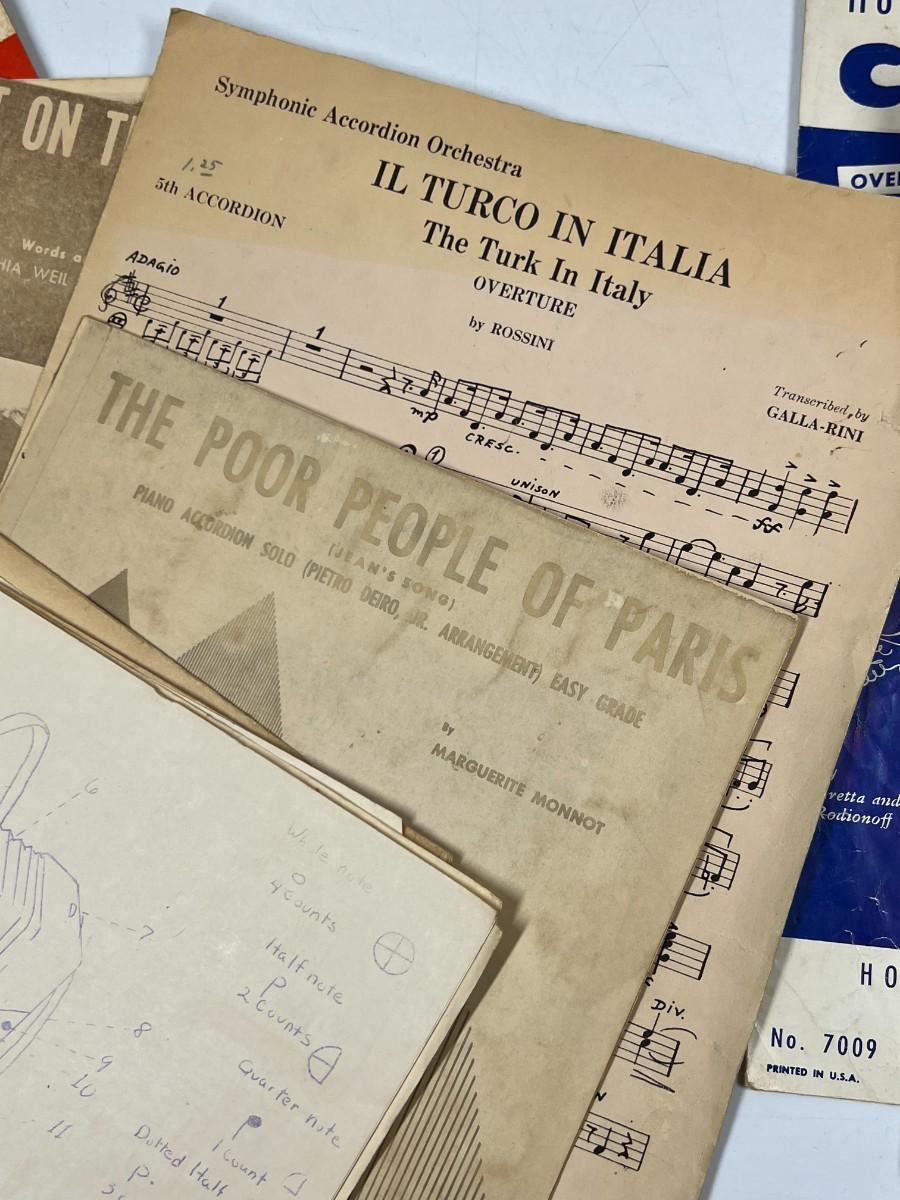 ON
Words a
WEIL
Symphonic Accordion Orchestra
1.25
5th ACCORDION
IL TURCO IN ITALIA
The Turk In Italy
OVERTURE
by ROSSINI
Transcribed by
GALLA-RINI
ADAGIO
1
1
mp
CRESC.
ff
1
UNISON
DIV.
THE POOR PEOPLE OF PARIS
(JEAN'S SONG)
PIANO ACCORDION SOLO (PIETRO DEIRO, JR. ARRANGEMENT) EASY GRADE
By
MARGUERITE MONNOT
6
7
8
9
10
11
Whole note
4 Counts
Half note
2 Counts
Quarter note
1 Count
Dotted Half
3
C
OVE
retta and
Rodionoff
HO
No. 7009
PRINTED IN U.S.A.